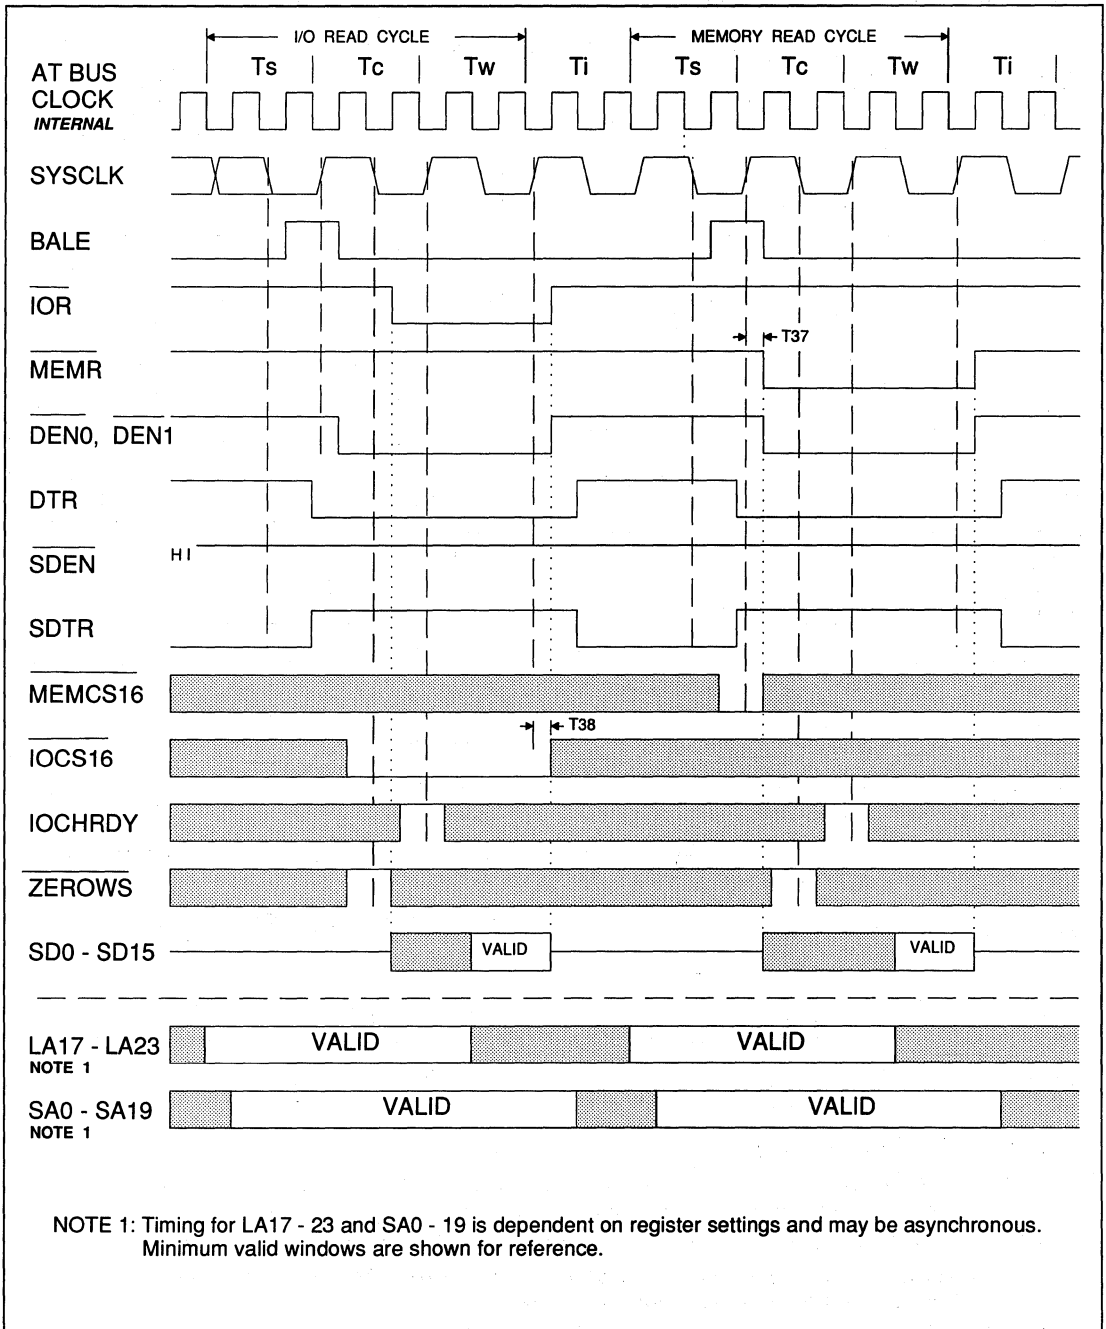 I/O READ CYCLE MEMORY READ CYCLE
Ts Tc Tw Ti Ts Tc Tw Ti
AT BUS
CLOCK
INTERNAL
SYSCLK
BALE
IOR
T37
MEMR
DEN0, DEN1
DTR
HI
SDEN
SDTR
MEMCS16
T38
IOCS16
IOCHRDY
ZEROWS
SD0 - SD15 VALID VALID
LA17 - LA23 VALID VALID
NOTE 1
SA0 - SA19 VALID VALID
NOTE 1
NOTE 1: Timing for LA17 - 23 and SA0 - 19 is dependent on register settings and may be asynchronous.
Minimum valid windows are shown for reference.